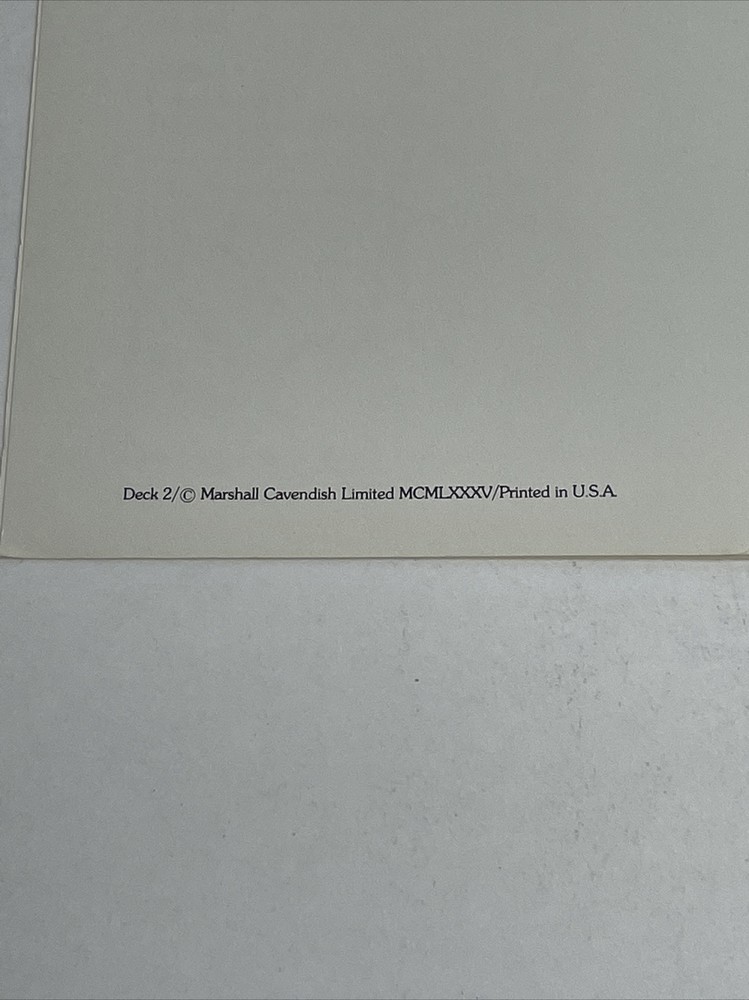 Deck 2/© Marshall Cavendish Limited MCMLXXXV/Printed in U.S.A.